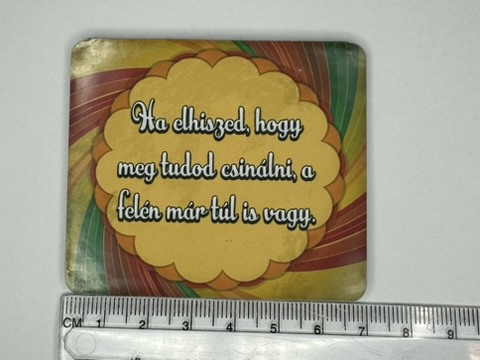 Ha elhiszed, hogy
meg tudod csinálni, a
felén már túl is vagy.
CM 1 2 3 4 5 6 7 8 9